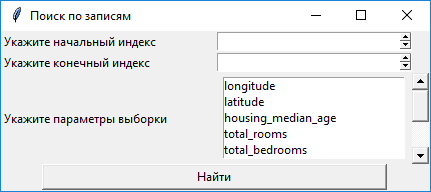 Поиск по записям
Укажите начальный индекс
Укажите конечный индекс
Укажите параметры выборки
longitude
latitude
housing_median_age
total_rooms
total_bedrooms
Найти